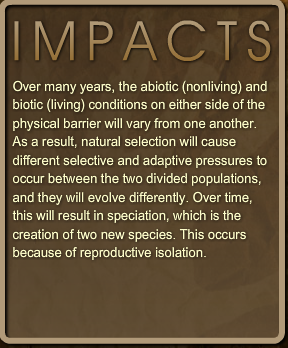 IMPACTS
Over many years, the abiotic (nonliving) and
biotic (living) conditions on either side of the
physical barrier will vary from one another.
As a result, natural selection will cause
different selective and adaptive pressures to
occur between the two divided populations,
and they will evolve differently. Over time,
this will result in speciation, which is the
creation of two new species. This occurs
because of reproductive isolation.